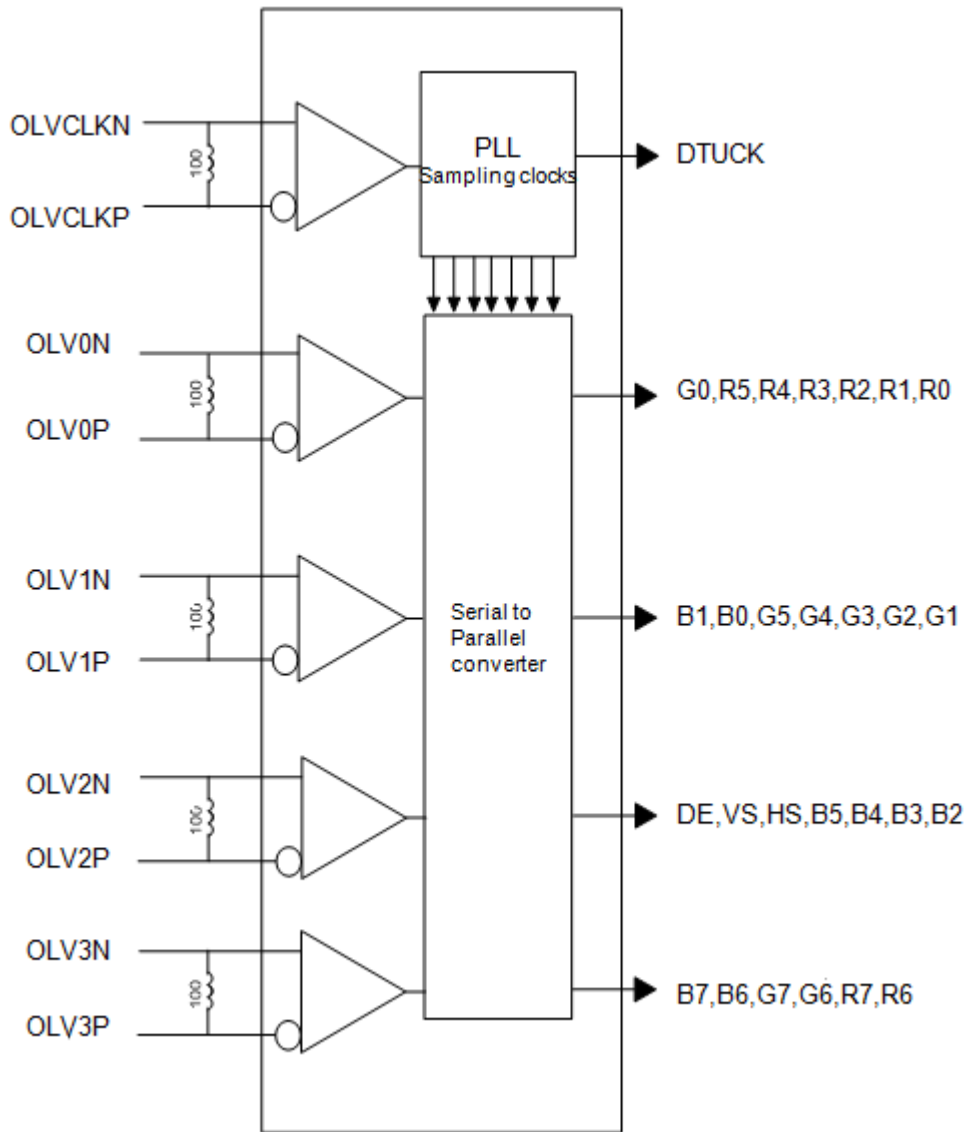 OLVCLKN
100
OLVCLKP
PLL
Sampling clocks
DTUCK
OLV0N
100
OLV0P
G0,R5,R4,R3,R2,R1,R0
OLV1N
100
OLV1P
Serial to
Parallel
converter
B1,B0,G5,G4,G3,G2,G1
OLV2N
100
OLV2P
DE,VS,HS,B5,B4,B3,B2
OLV3N
100
OLV3P
B7,B6,G7,G6,R7,R6